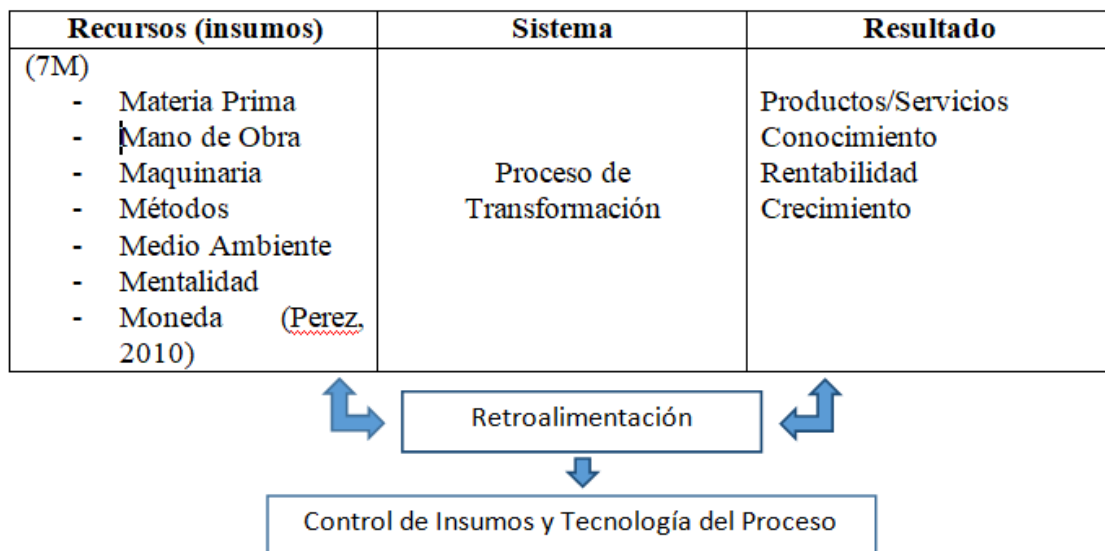 Recursos (insumos)
Sistema
Resultado
(7M)
- Materia Prima
- Mano de Obra
- Maquinaria
- Métodos
- Medio Ambiente
- Mentalidad
- Moneda (Perez,
2010)
Proceso de
Transformación
Productos/Servicios
Conocimiento
Rentabilidad
Crecimiento
Retroalimentación
Control de Insumos y Tecnología del Proceso